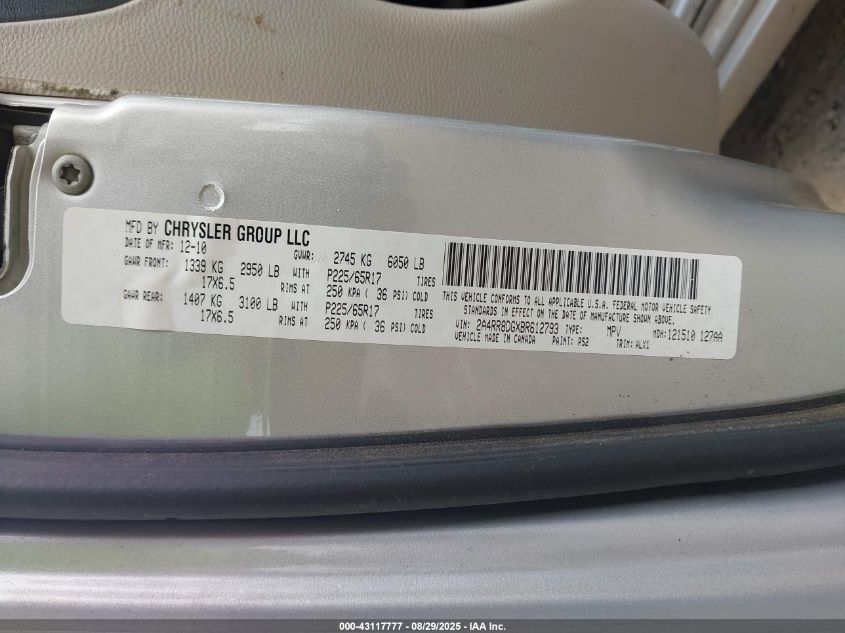 MFD BY CHRYSLER GROUP LLC
DATE OF MFR: 12-10 GVWR: 2745 KG 6050 LB
GAWR FRONT: 1339 KG 2950 LB WITH P225/65R17 TIRES
17X6.5 RIMS AT 250 KPA ( 36 PSI) COLD
GAWR REAR: 1407 KG 3100 LB WITH P225/65R17 TIRES
17X6.5 RIMS AT 250 KPA ( 36 PSI) COLD
THIS VEHICLE CONFORMS TO ALL APPLICABLE U.S.A. FEDERAL MOTOR VEHICLE SAFETY
STANDARDS IN EFFECT ON THE DATE OF MANUFACTURE SHOWN ABOVE.
VIN: 2A4RR8DGXBR612793 TYPE: MPV MDH: 121510 127AA
VEHICLE MADE IN CANADA PAINT: PS2 TRIM: ALX1
000-43117777 - 08/29/2025 - IAA Inc.